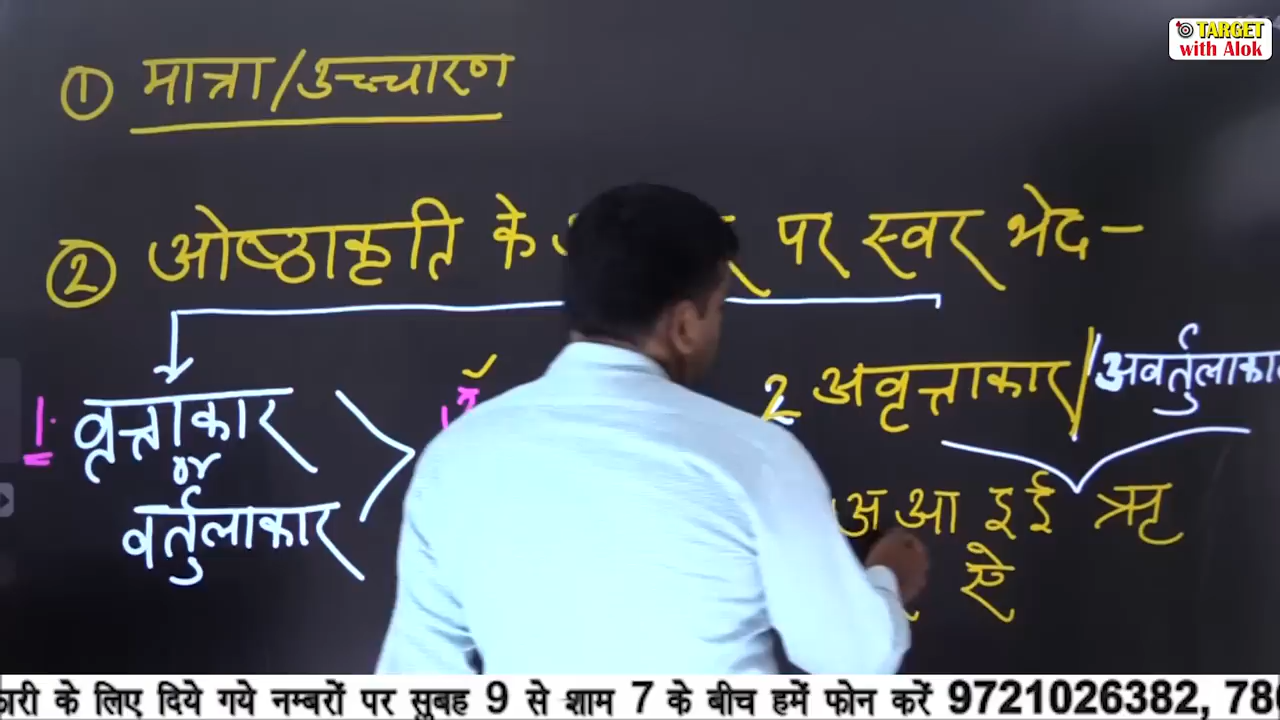 TARGET
with Alok
① मात्रा/उच्चारण
② ओष्ठाकृति के पर स्वर भेद-
1. वृत्ताकार
or
वर्तुलाकार
2 अवृत्ताकार/अवर्तुलाकार
अ आ इ ई ऋ
ऐ
के लिए दिये गये नम्बरों पर सुबह 9 से शाम 7 के बीच हमें फोन करें 9721026382,